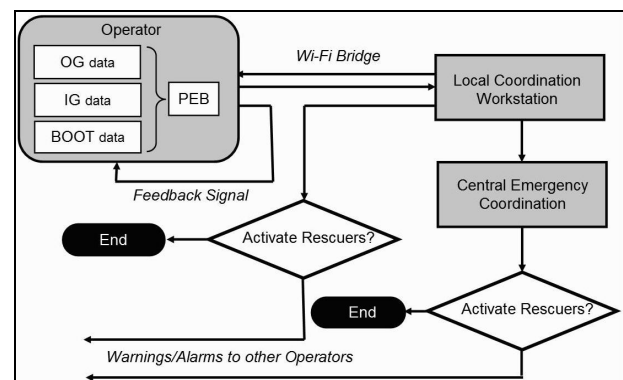 Operator
OG data
IG data
BOOT data
PEB
Wi-Fi Bridge
Local Coordination
Workstation
Feedback Signal
Central Emergency
Coordination
End
Activate Rescuers?
End
Activate Rescuers?
Warnings/Alarms to other Operators